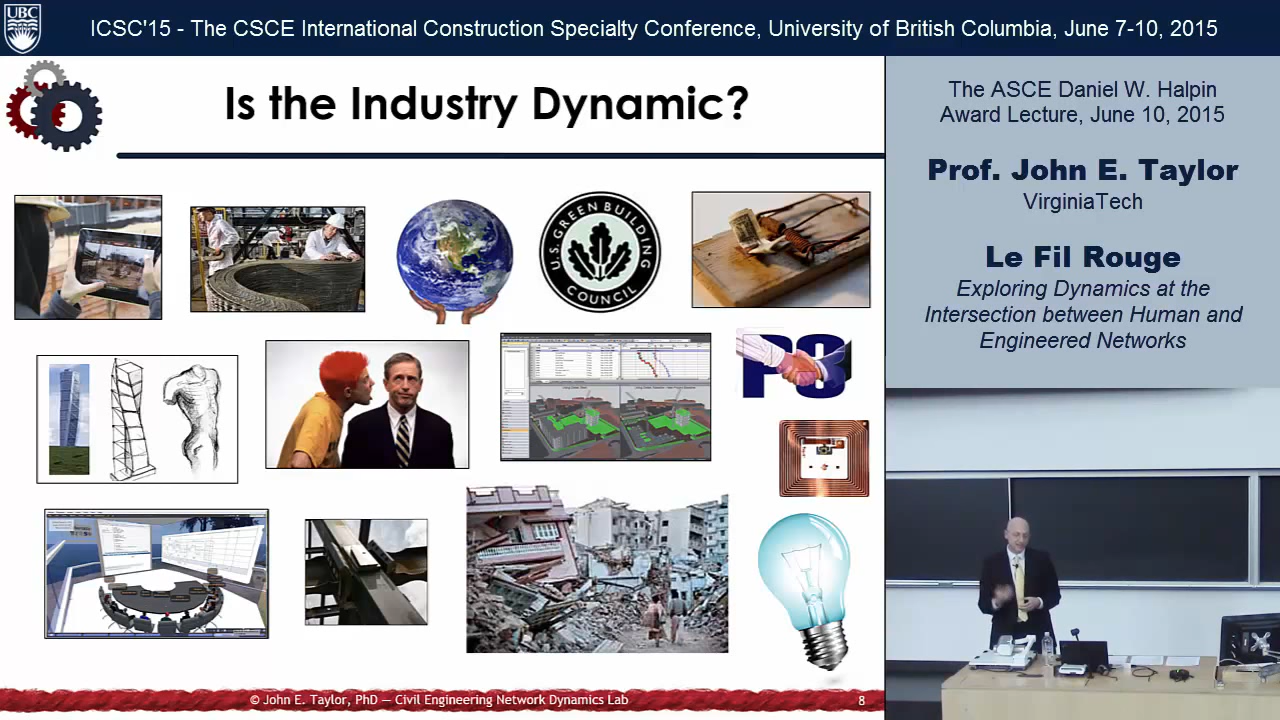 UBC
ICSC'15 - The CSCE International Construction Specialty Conference, University of British Columbia, June 7-10, 2015
Is the Industry Dynamic?
The ASCE Daniel W. Halpin
Award Lecture, June 10, 2015
Prof. John E. Taylor
VirginiaTech
Le Fil Rouge
Exploring Dynamics at the
Intersection between Human and
Engineered Networks
U.S. GREEN BUILDING
COUNCIL
© John E. Taylor, PhD — Civil Engineering Network Dynamics Lab
8